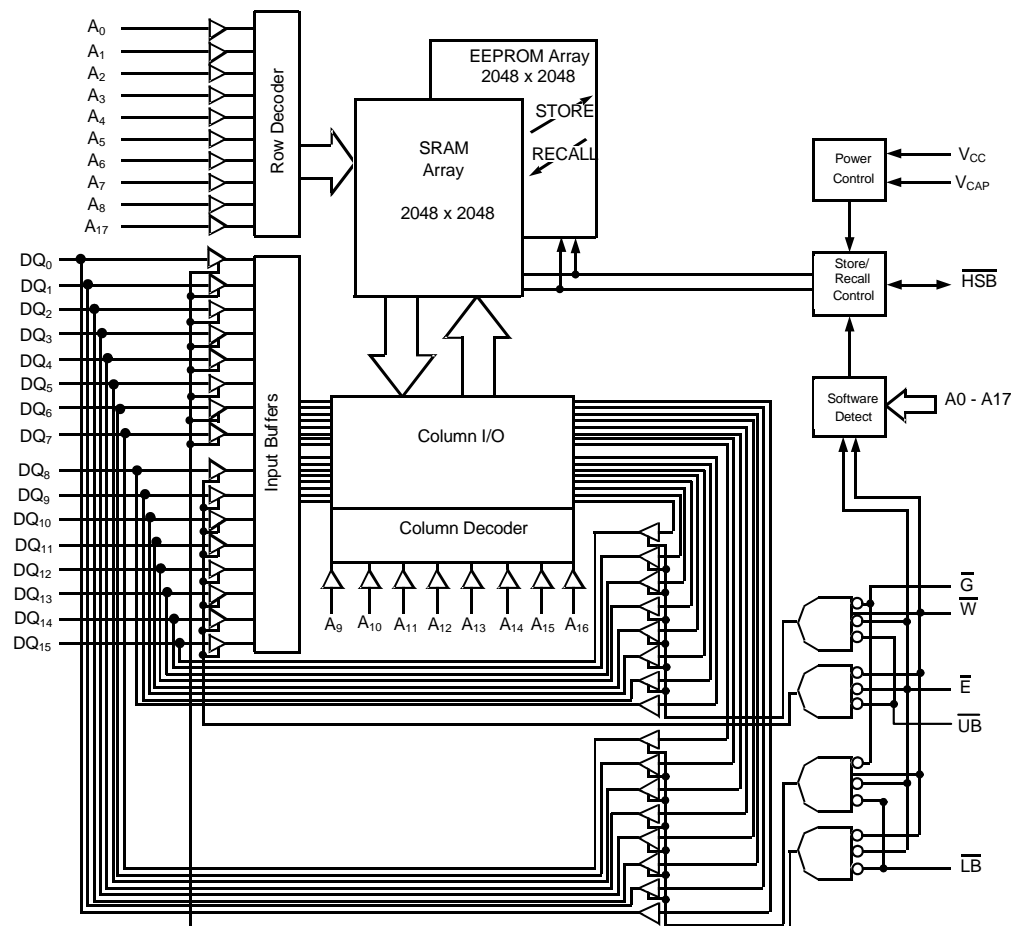 A0
A1
A2
A3
A4
A5
A6
A7
A8
A17
Row Decoder
EEPROM Array
2048 x 2048
STORE
RECALL
SRAM
Array
2048 x 2048
Power
Control
VCC
VCAP
Store/
Recall
Control
HSB
Software
Detect
A0 - A17
DQ0
DQ1
DQ2
DQ3
DQ4
DQ5
DQ6
DQ7
DQ8
DQ9
DQ10
DQ11
DQ12
DQ13
DQ14
DQ15
Input Buffers
Column I/O
Column Decoder
A9
A10
A11
A12
A13
A14
A15
A16
G
W
E
UB
LB